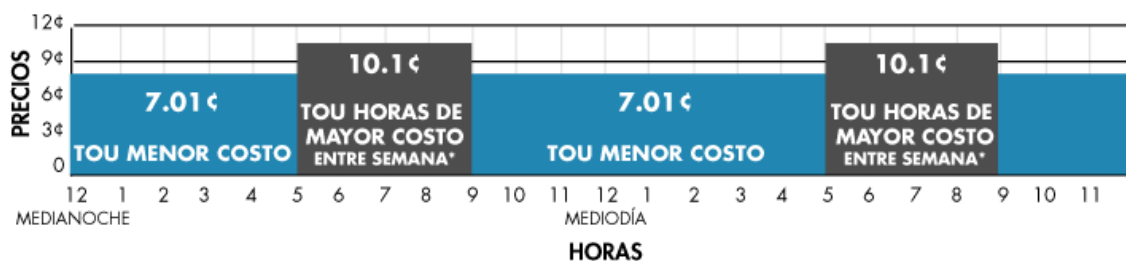 12¢
9¢
6¢
3¢
0
PRECIOS
7.01¢
TOU MENOR COSTO
10.1¢
TOU HORAS DE
MAYOR COSTO
ENTRE SEMANA*
7.01¢
TOU MENOR COSTO
10.1¢
TOU HORAS DE
MAYOR COSTO
ENTRE SEMANA*
12 1 2 3 4 5 6 7 8 9 10 11 12 1 2 3 4 5 6 7 8 9 10 11
MEDIANOCHE MEDIODÍA
HORAS